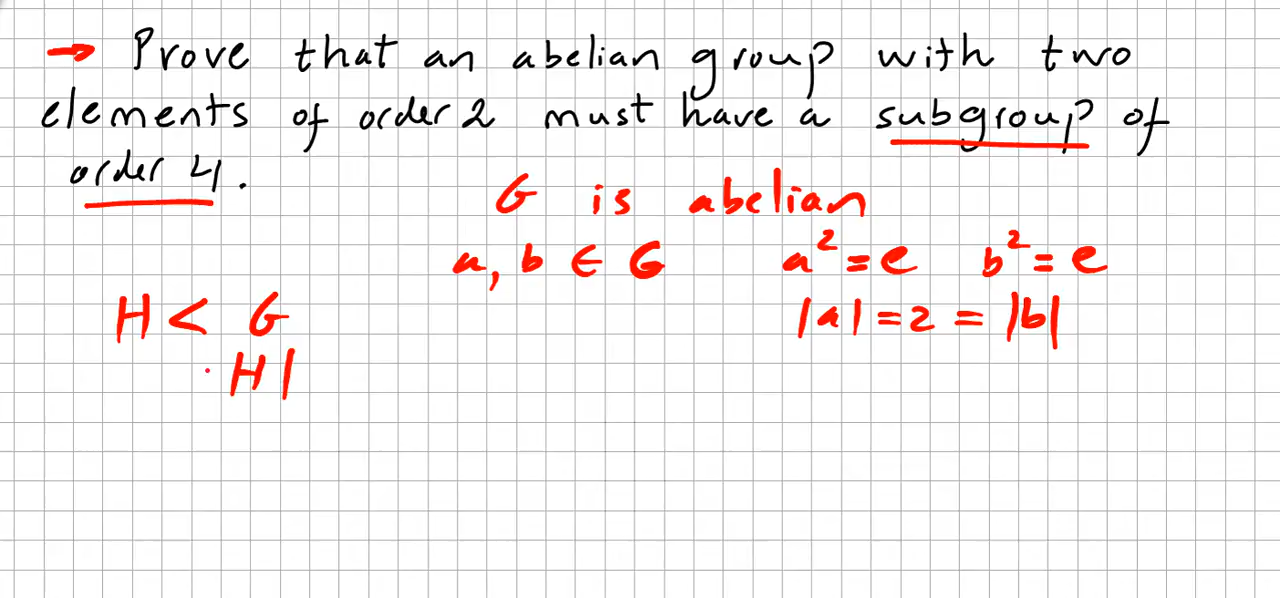 → Prove that an abelian group with two
elements of order 2 must have a subgroup of
order 4.
G is abelian
a, b ∈ G a² = e b² = e
H < G |a| = 2 = |b|
H|